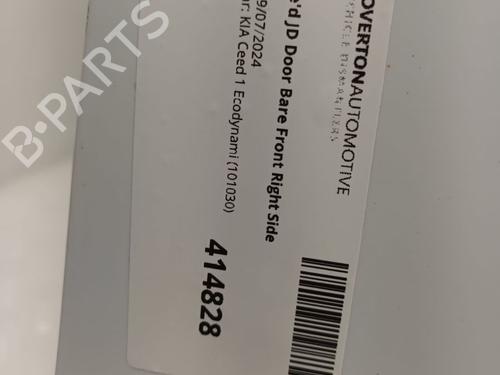 OVERTONAUTOMOTIVE
VEHICLE DISMANTLERS
e'd JD Door Bare Front Right Side
9/07/2024
ar: KIA Ceed 1 Ecodynami (101030)
414828
B-PARTS